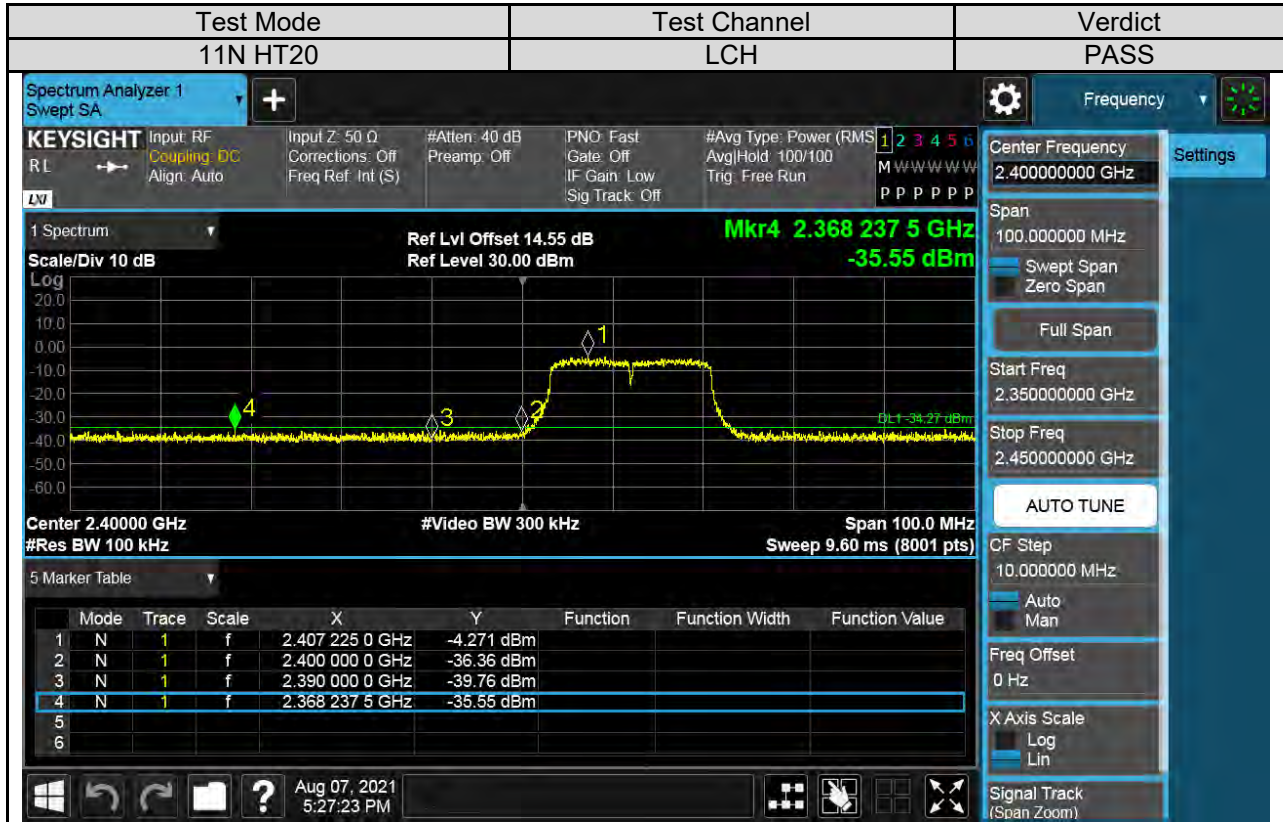 Test Mode Test Channel Verdict
11N HT20 LCH PASS
Spectrum Analyzer 1
Swept SA
+
Frequency
KEYSIGHT Input: RF Input Z: 50 Ω #Atten: 40 dB PNO: Fast #Avg Type: Power (RMS 1 2 3 4 5 6
RL Coupling: DC Corrections: Off Preamp: Off Gate: Off Avg|Hold: 100/100 M W W W W W
Align: Auto Freq Ref: Int (S) IF Gain: Low Trig: Free Run
LXI Sig Track: Off P P P P P P
1 Spectrum
Scale/Div 10 dB
Ref Lvl Offset 14.55 dB
Ref Level 30.00 dBm
Mkr4 2.368 237 5 GHz
-35.55 dBm
Log
20.0
10.0
0.00
-10.0
-20.0
-30.0
-40.0
-50.0
-60.0
1
2
3
4
DL1 -34.27 dBm
Center 2.40000 GHz #Video BW 300 kHz Span 100.0 MHz
#Res BW 100 kHz Sweep 9.60 ms (8001 pts)
5 Marker Table
Mode Trace Scale X Y Function Function Width Function Value
1 N 1 f 2.407 225 0 GHz -4.271 dBm
2 N 1 f 2.400 000 0 GHz -36.36 dBm
3 N 1 f 2.390 000 0 GHz -39.76 dBm
4 N 1 f 2.368 237 5 GHz -35.55 dBm
5
6
?
Aug 07, 2021
5:27:23 PM
Center Frequency
2.400000000 GHz
Settings
Span
100.000000 MHz
Swept Span
Zero Span
Full Span
Start Freq
2.350000000 GHz
Stop Freq
2.450000000 GHz
AUTO TUNE
CF Step
10.000000 MHz
Auto
Man
Freq Offset
0 Hz
X Axis Scale
Log
Lin
Signal Track
(Span Zoom)